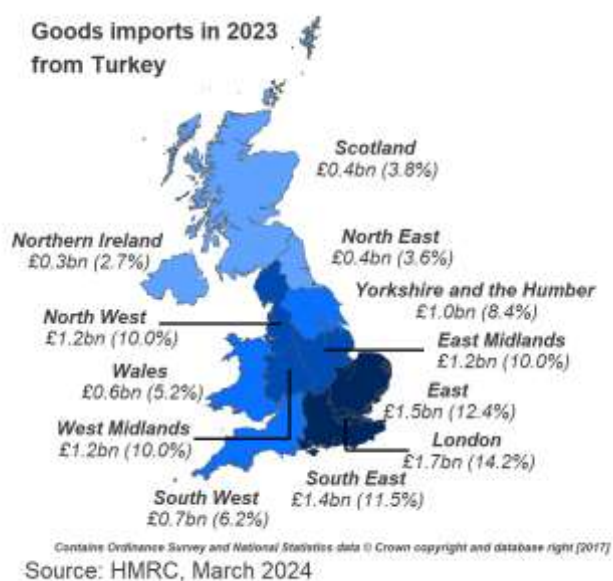 Goods imports in 2023
from Turkey
Scotland
£0.4bn (3.8%)
Northern Ireland
£0.3bn (2.7%)
North East
£0.4bn (3.6%)
Yorkshire and the Humber
£1.0bn (8.4%)
North West
£1.2bn (10.0%)
East Midlands
£1.2bn (10.0%)
Wales
£0.6bn (5.2%)
East
£1.5bn (12.4%)
West Midlands
£1.2bn (10.0%)
London
£1.7bn (14.2%)
South East
£1.4bn (11.5%)
South West
£0.7bn (6.2%)
Contains Ordinance Survey and National Statistics data © Crown copyright and database right [2017]
Source: HMRC, March 2024